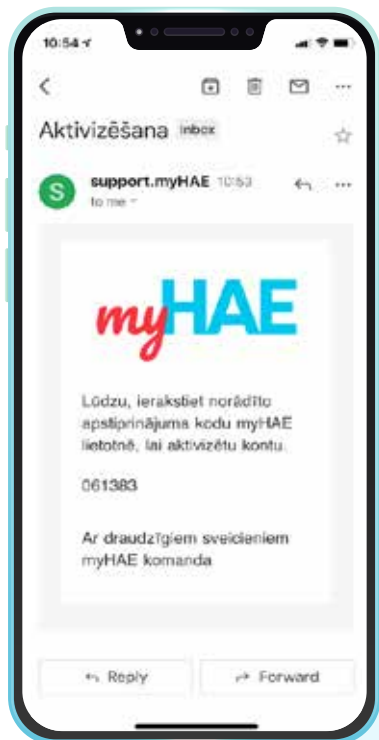 10:54
Aktivizēšana Inbox
S
support.myHAE 10:53
to me
myHAE
Lūdzu, ierakstiet norādīto
apstiprinājuma kodu myHAE
lietotnē, lai aktivizētu kontu.
061383
Ar draudzīgiem sveicieniem
myHAE komanda
Reply
Forward